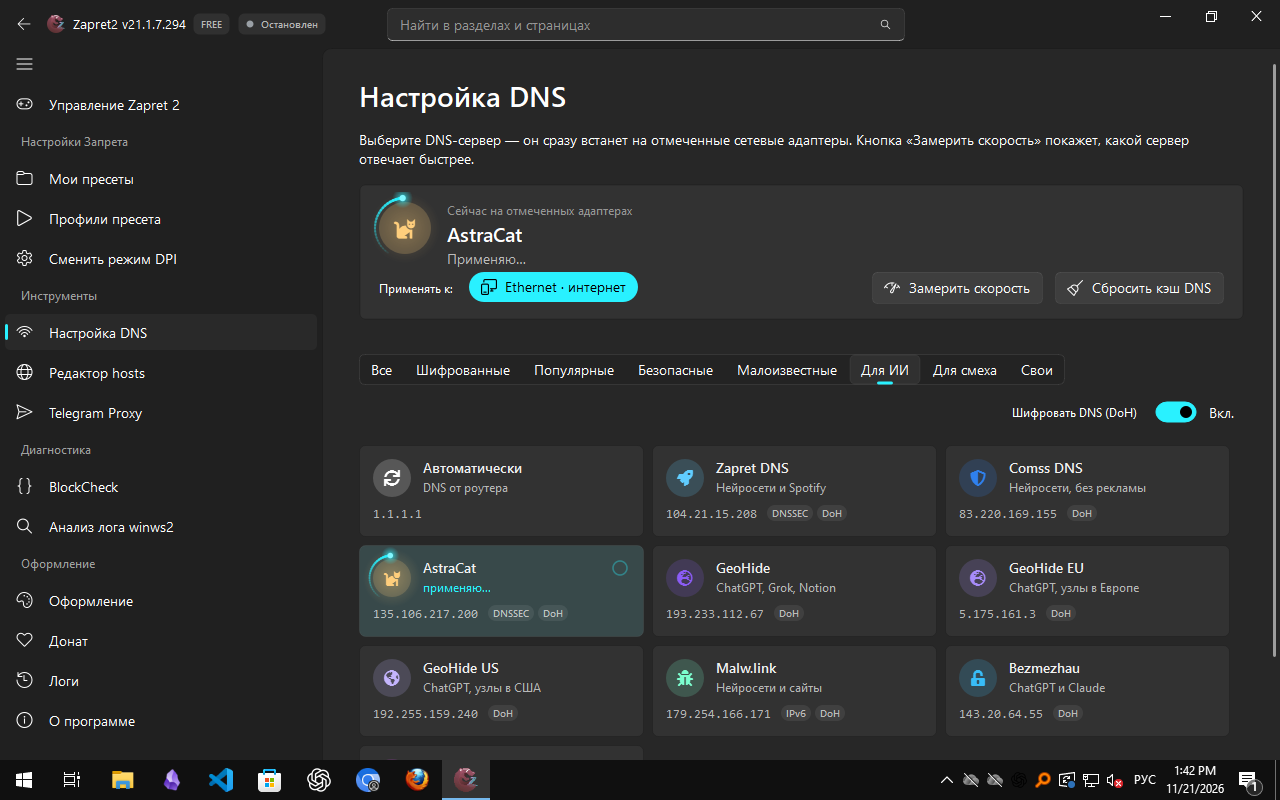 Zapret2 v21.1.7.294
FREE
Остановлен
Найти в разделах и страницах
Управление Zapret 2
Настройки Запрета
Мои пресеты
Профили пресета
Сменить режим DPI
Инструменты
Настройка DNS
Редактор hosts
Telegram Proxy
Диагностика
BlockCheck
Анализ лога winws2
Оформление
Оформление
Донат
Логи
О программе
Настройка DNS
Выберите DNS-сервер — он сразу встанет на отмеченные сетевые адаптеры. Кнопка «Замерить скорость» покажет, какой сервер
отвечает быстрее.
Сейчас на отмеченных адаптерах
AstraCat
Применяю...
Применять к:
Ethernet · интернет
Замерить скорость
Сбросить кэш DNS
Все
Шифрованные
Популярные
Безопасные
Малоизвестные
Для ИИ
Для смеха
Свои
Шифровать DNS (DoH)
Вкл.
Автоматически
DNS от роутера
1.1.1.1
Zapret DNS
Нейросети и Spotify
104.21.15.208 DNSSEC DoH
Comss DNS
Нейросети, без рекламы
83.220.169.155 DoH
AstraCat
применяю...
135.106.217.200 DNSSEC DoH
GeoHide
ChatGPT, Grok, Notion
193.233.112.67 DoH
GeoHide EU
ChatGPT, узлы в Европе
5.175.161.3 DoH
GeoHide US
ChatGPT, узлы в США
192.255.159.240 DoH
Malw.link
Нейросети и сайты
179.254.166.171 IPv6 DoH
Bezmezhau
ChatGPT и Claude
143.20.64.55 DoH
РУС
1:42 PM
11/21/2026
1